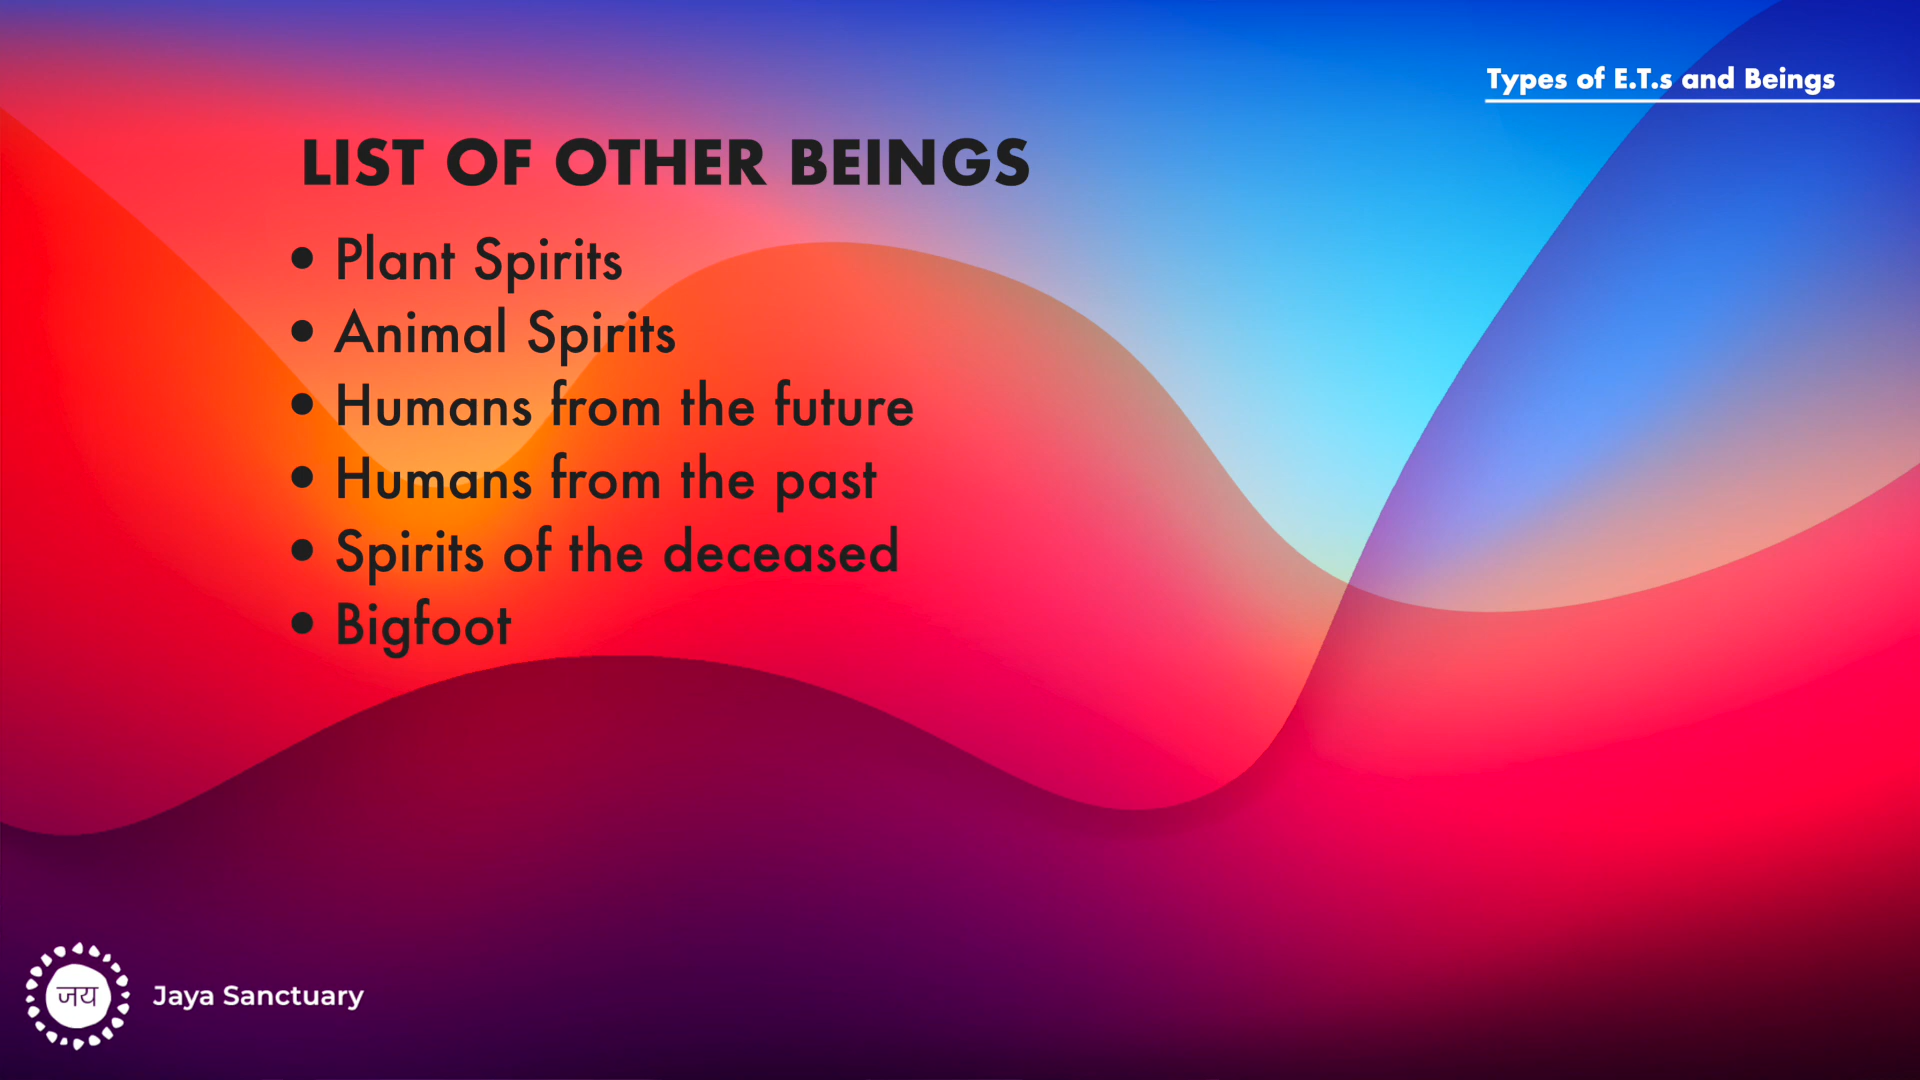 Types of E.T.s and Beings
LIST OF OTHER BEINGS
• Plant Spirits
• Animal Spirits
• Humans from the future
• Humans from the past
• Spirits of the deceased
• Bigfoot
जय
Jaya Sanctuary